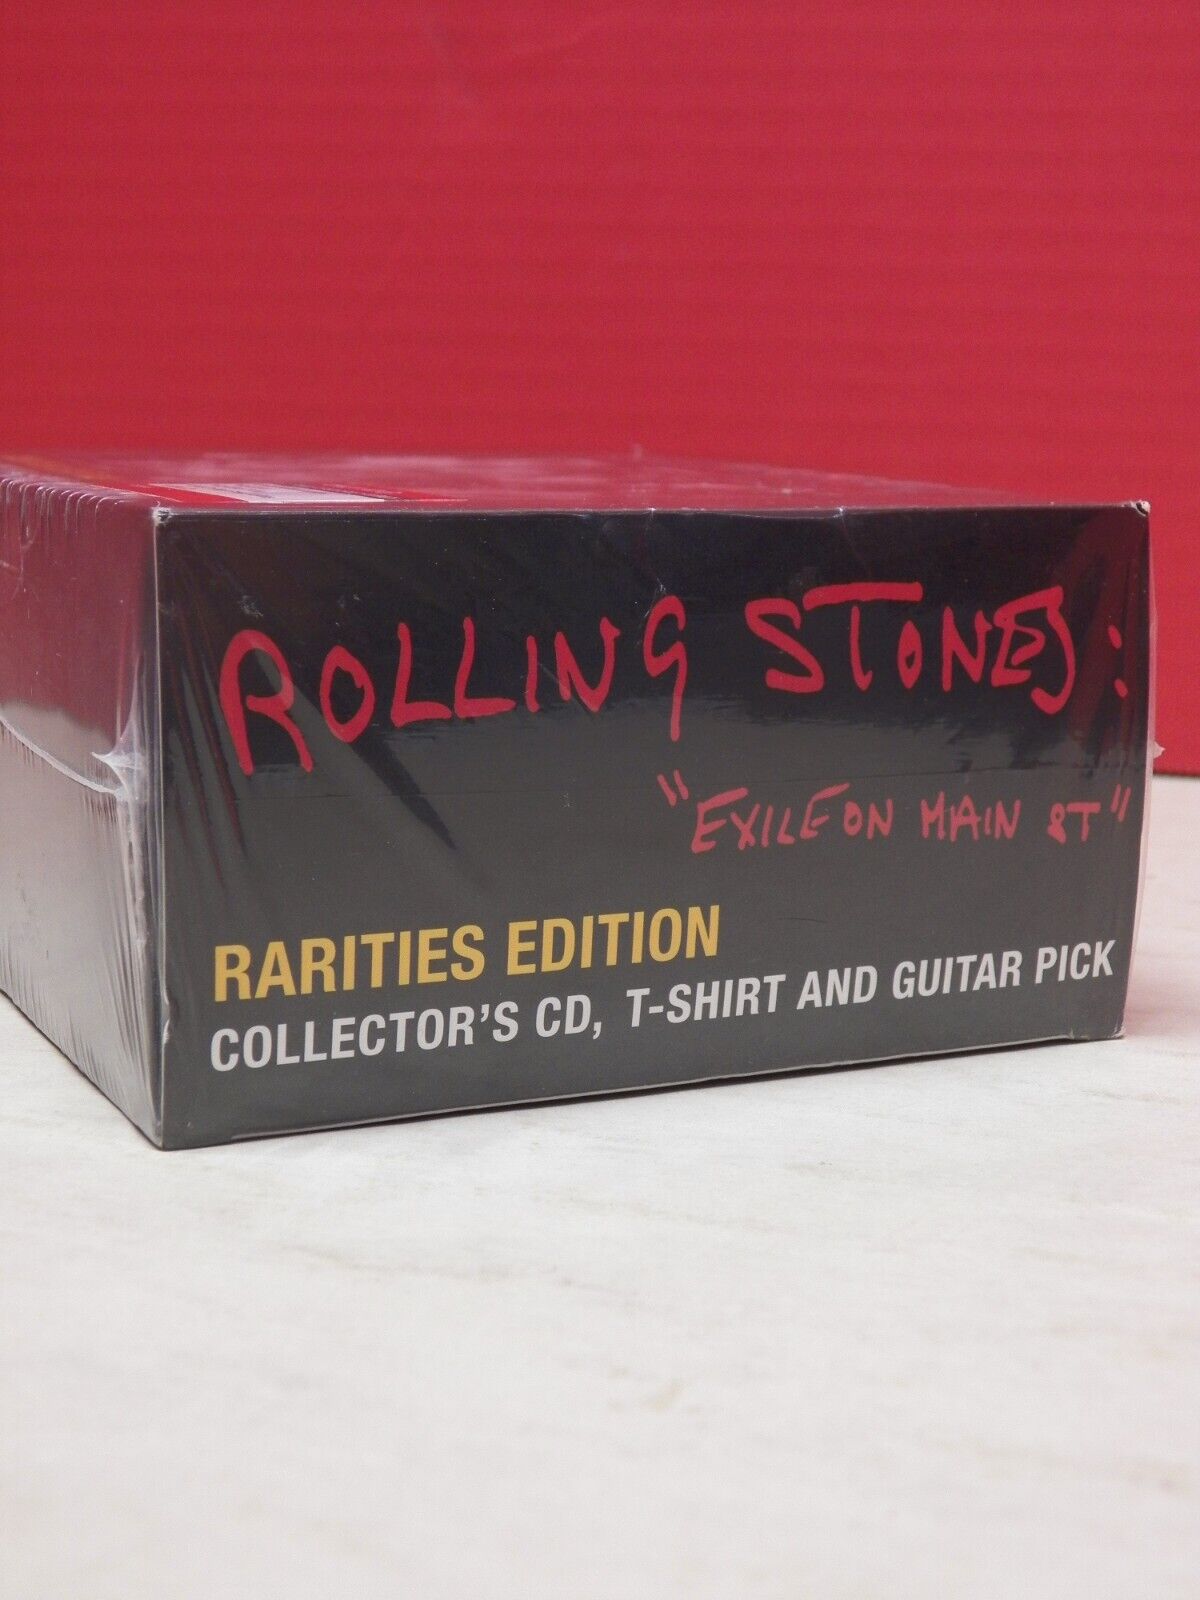 ROLLING STONES:
"EXILE ON MAIN ST"
RARITIES EDITION
COLLECTOR'S CD, T-SHIRT AND GUITAR PICK